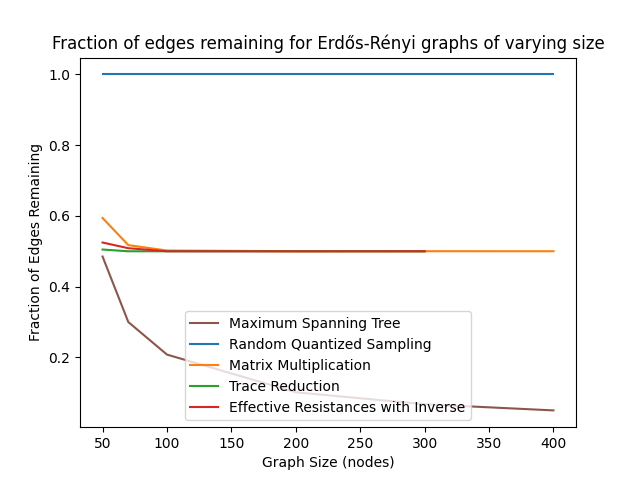 Fraction of edges remaining for Erdős-Rényi graphs of varying size
1.0
0.8
0.6
0.4
0.2
Fraction of Edges Remaining
Maximum Spanning Tree
Random Quantized Sampling
Matrix Multiplication
Trace Reduction
Effective Resistances with Inverse
50 100 150 200 250 300 350 400
Graph Size (nodes)